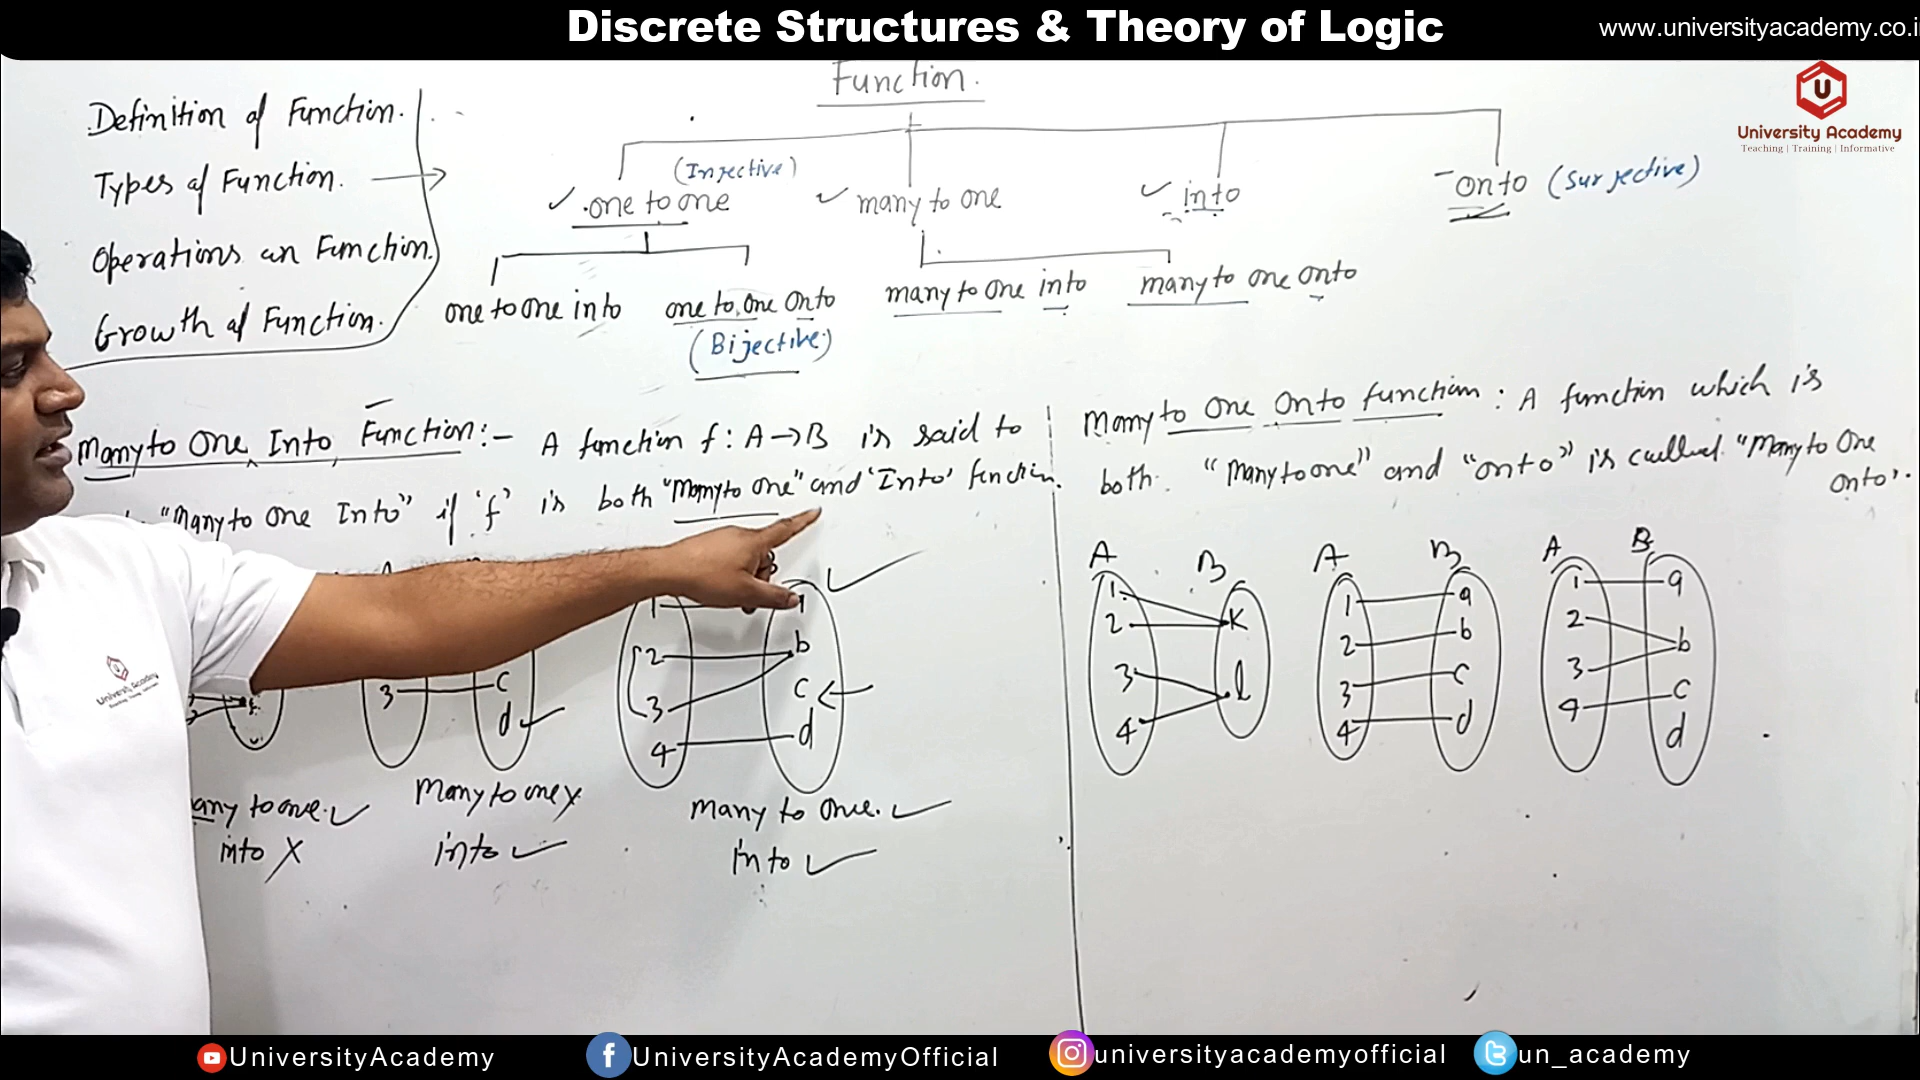 Discrete Structures & Theory of Logic
www.universityacademy.co.i
U
University Academy
Teaching | Training | Informative
Function.
Definition of Function.
Types of Function.
Operations on Function.
Growth of Function.
(Injective)
one to one
many to one
into
onto (Surjective)
one to one into
one to one onto
(Bijective)
many to one into
many to one onto
Many to One Into Function:- A function f: A→B is said to
"Many to One Into" if 'f' is both "Many to one" and 'Into' function.
1 2 3 4
b c d
3 c d
many to one. ✓
into X
Many to one X
into ✓
many to one. ✓
into ✓
Many to One Onto function: A function which is
both "Many to one" and "onto" is called "Many to One
onto".
A B
1 2 3 4
K l
A B
1 2 3 4
a b c d
A B
1 2 3 4
a b c d
University Academy
UniversityAcademy
UniversityAcademyOfficial
universityacademyofficial
un_academy